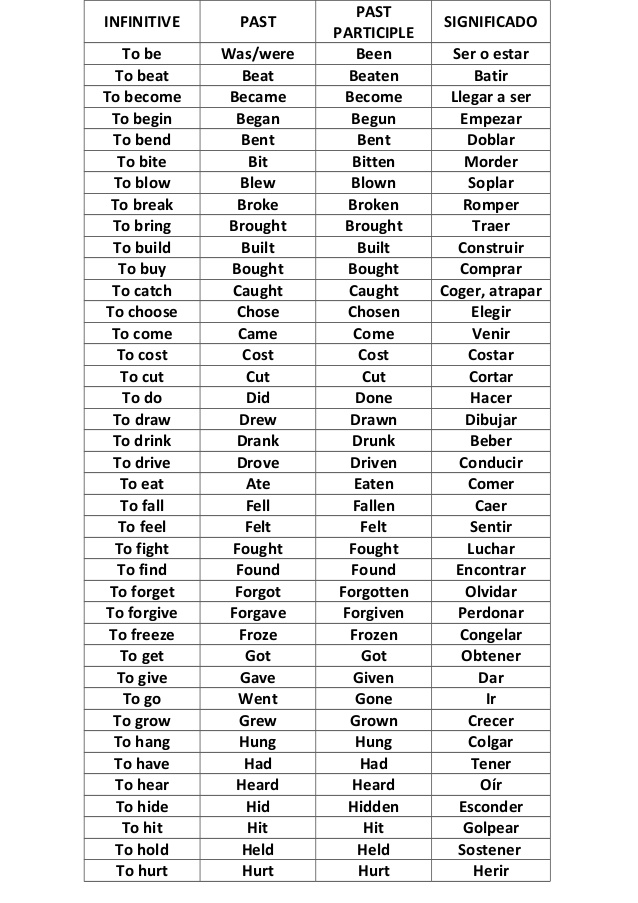 INFINITIVE PAST PAST PARTICIPLE SIGNIFICADO
To be Was/were Been Ser o estar
To beat Beat Beaten Batir
To become Became Become Llegar a ser
To begin Began Begun Empezar
To bend Bent Bent Doblar
To bite Bit Bitten Morder
To blow Blew Blown Soplar
To break Broke Broken Romper
To bring Brought Brought Traer
To build Built Built Construir
To buy Bought Bought Comprar
To catch Caught Caught Coger, atrapar
To choose Chose Chosen Elegir
To come Came Come Venir
To cost Cost Cost Costar
To cut Cut Cut Cortar
To do Did Done Hacer
To draw Drew Drawn Dibujar
To drink Drank Drunk Beber
To drive Drove Driven Conducir
To eat Ate Eaten Comer
To fall Fell Fallen Caer
To feel Felt Felt Sentir
To fight Fought Fought Luchar
To find Found Found Encontrar
To forget Forgot Forgotten Olvidar
To forgive Forgave Forgiven Perdonar
To freeze Froze Frozen Congelar
To get Got Got Obtener
To give Gave Given Dar
To go Went Gone Ir
To grow Grew Grown Crecer
To hang Hung Hung Colgar
To have Had Had Tener
To hear Heard Heard Oír
To hide Hid Hidden Esconder
To hit Hit Hit Golpear
To hold Held Held Sostener
To hurt Hurt Hurt Herir